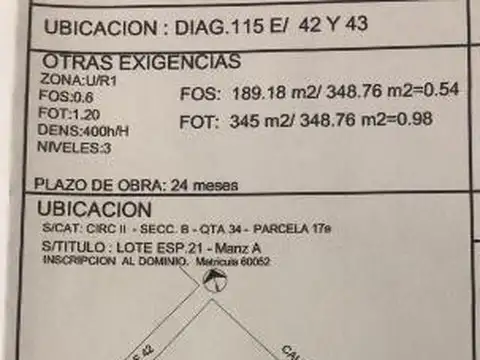 UBICACION : DIAG.115 E/ 42 Y 43
OTRAS EXIGENCIAS
ZONA:U/R1
FOS:0.6
FOT:1.20
DENS:400h/H
NIVELES:3
FOS: 189.18 m2/ 348.76 m2=0.54
FOT: 345 m2/ 348.76 m2=0.98
PLAZO DE OBRA: 24 meses
UBICACION
S/CAT: CIRC II - SECC. B - QTA 34 - PARCELA 17e
S/TITULO : LOTE ESP.21 - Manz A
INSCRIPCION AL DOMINIO. Matricula 60052
42